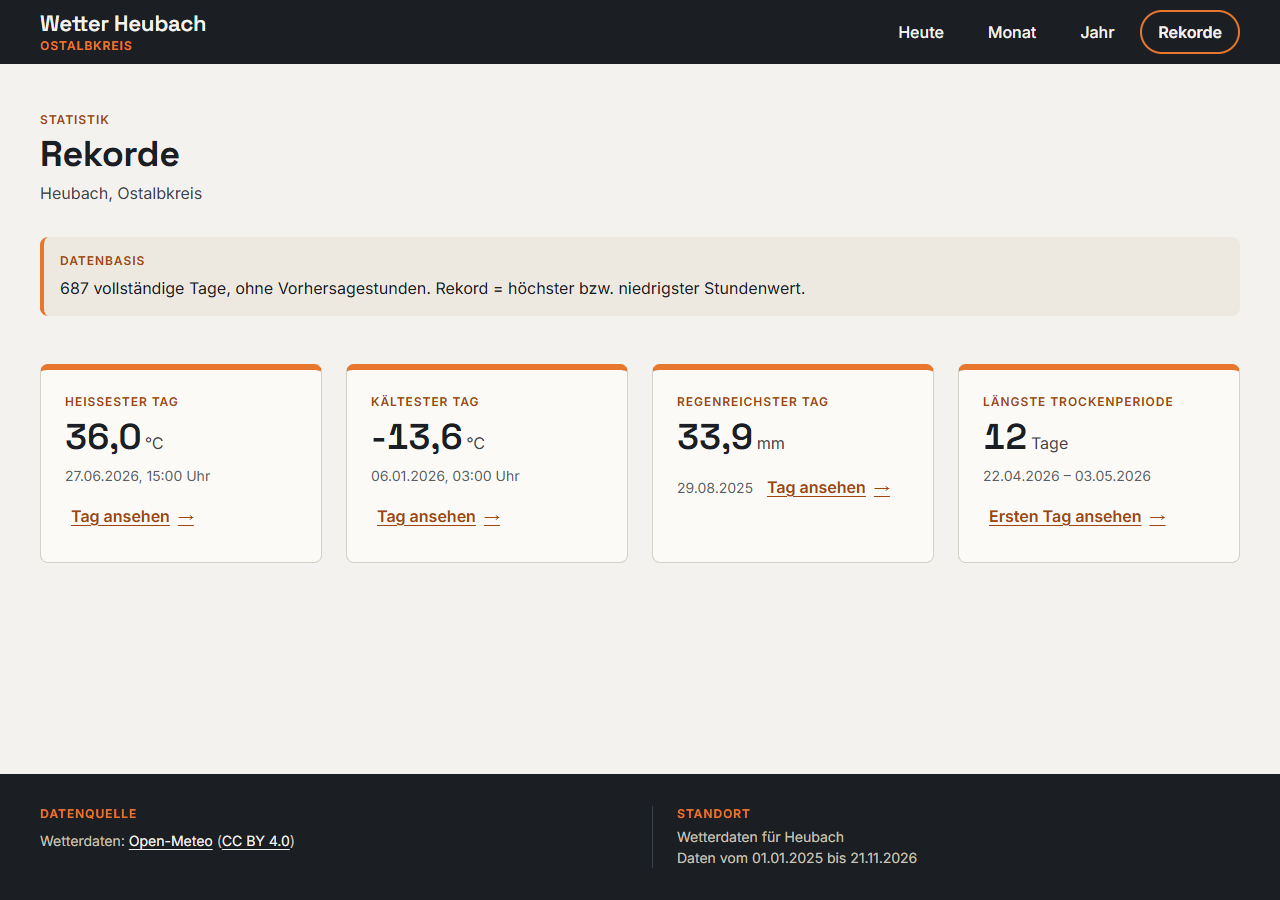 Wetter Heubach
OSTALBKREIS
Heute Monat Jahr Rekorde
STATISTIK
Rekorde
Heubach, Ostalbkreis
DATENBASIS
687 vollständige Tage, ohne Vorhersagestunden. Rekord = höchster bzw. niedrigster Stundenwert.
HEISSESTER TAG
36,0 °C
27.06.2026, 15:00 Uhr
Tag ansehen →
KÄLTESTER TAG
-13,6 °C
06.01.2026, 03:00 Uhr
Tag ansehen →
REGENREICHSTER TAG
33,9 mm
29.08.2025 Tag ansehen →
LÄNGSTE TROCKENPERIODE
12 Tage
22.04.2026 – 03.05.2026
Ersten Tag ansehen →
DATENQUELLE
Wetterdaten: Open-Meteo (CC BY 4.0)
STANDORT
Wetterdaten für Heubach
Daten vom 01.01.2025 bis 21.11.2026